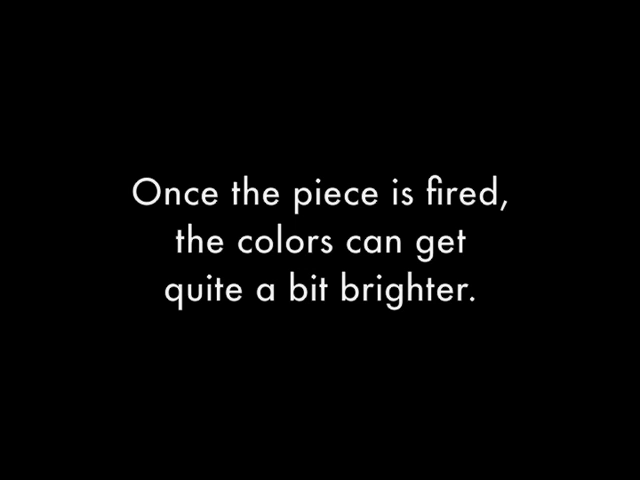 Once the piece is fired,
the colors can get
quite a bit brighter.